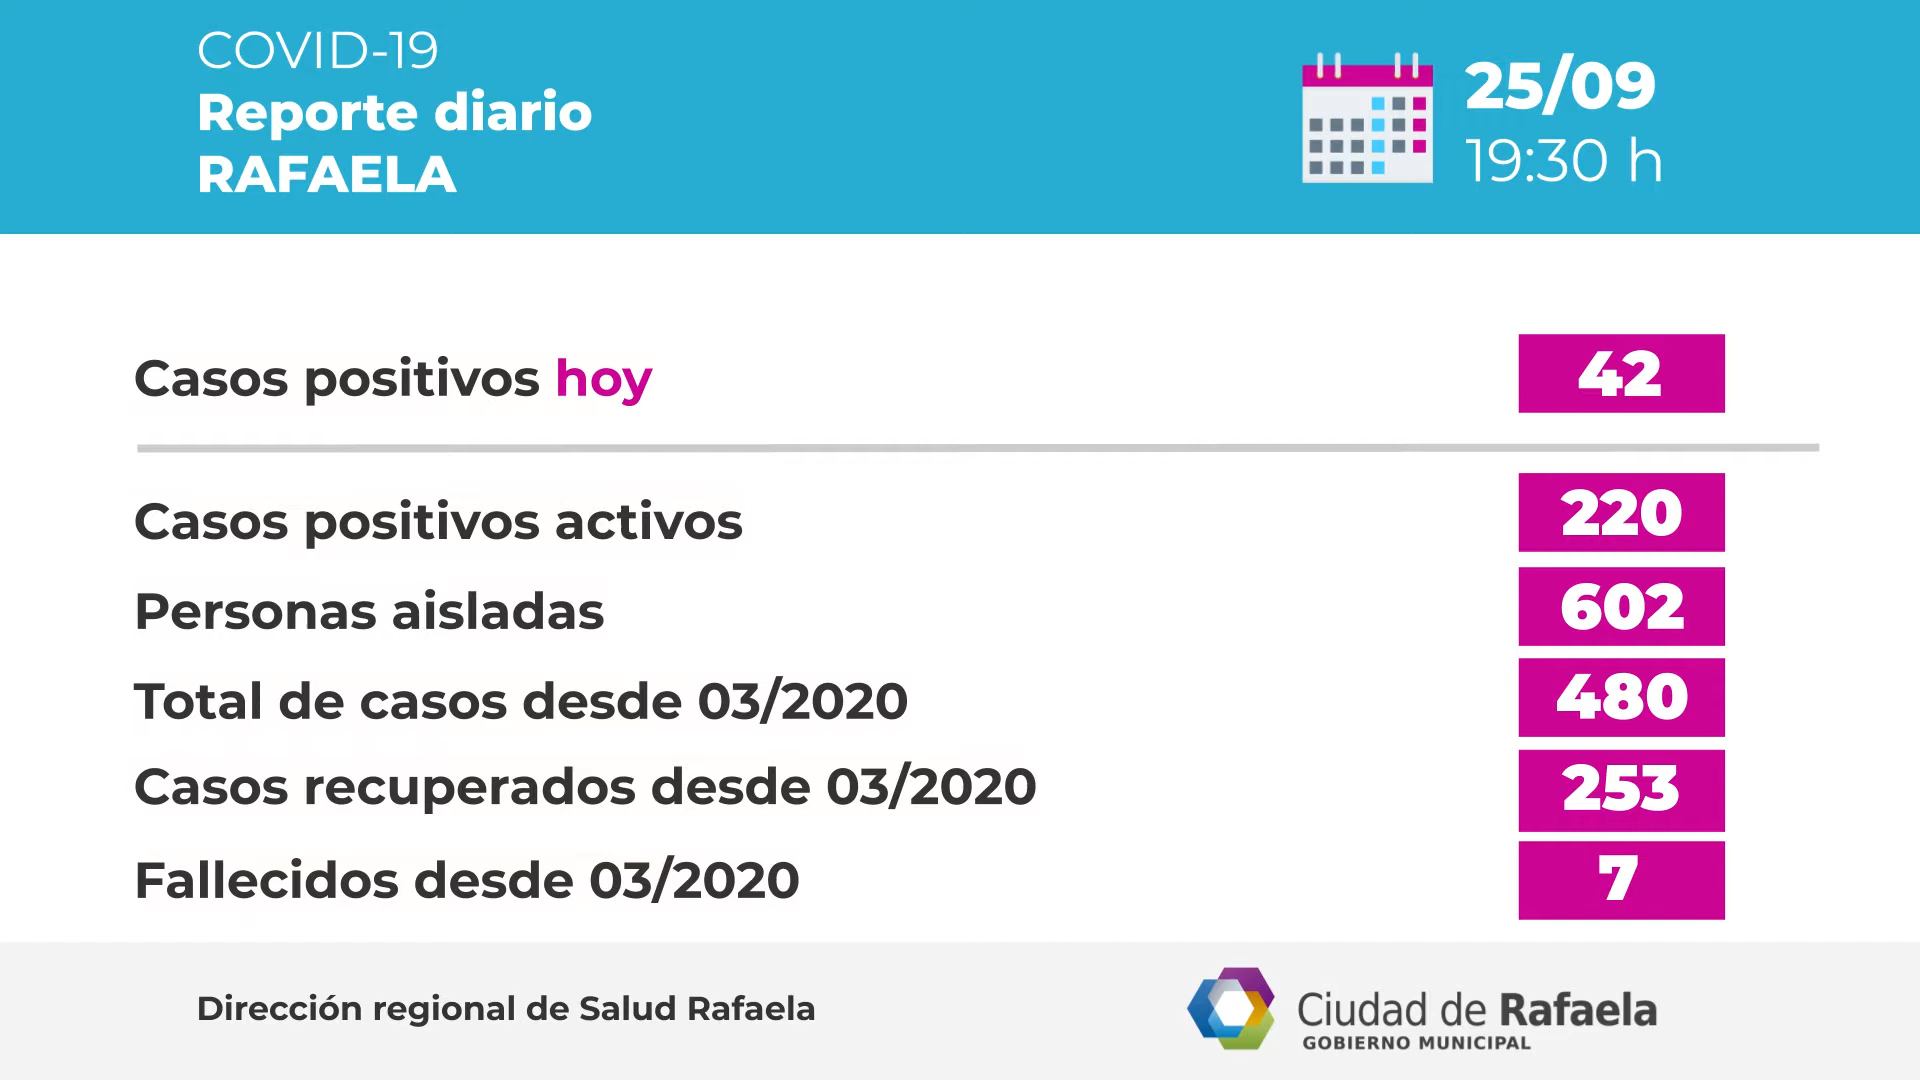 COVID-19
Reporte diario
RAFAELA
25/09
19:30 h
Casos positivos hoy 42
Casos positivos activos 220
Personas aisladas 602
Total de casos desde 03/2020 480
Casos recuperados desde 03/2020 253
Fallecidos desde 03/2020 7
Dirección regional de Salud Rafaela
Ciudad de Rafaela
GOBIERNO MUNICIPAL